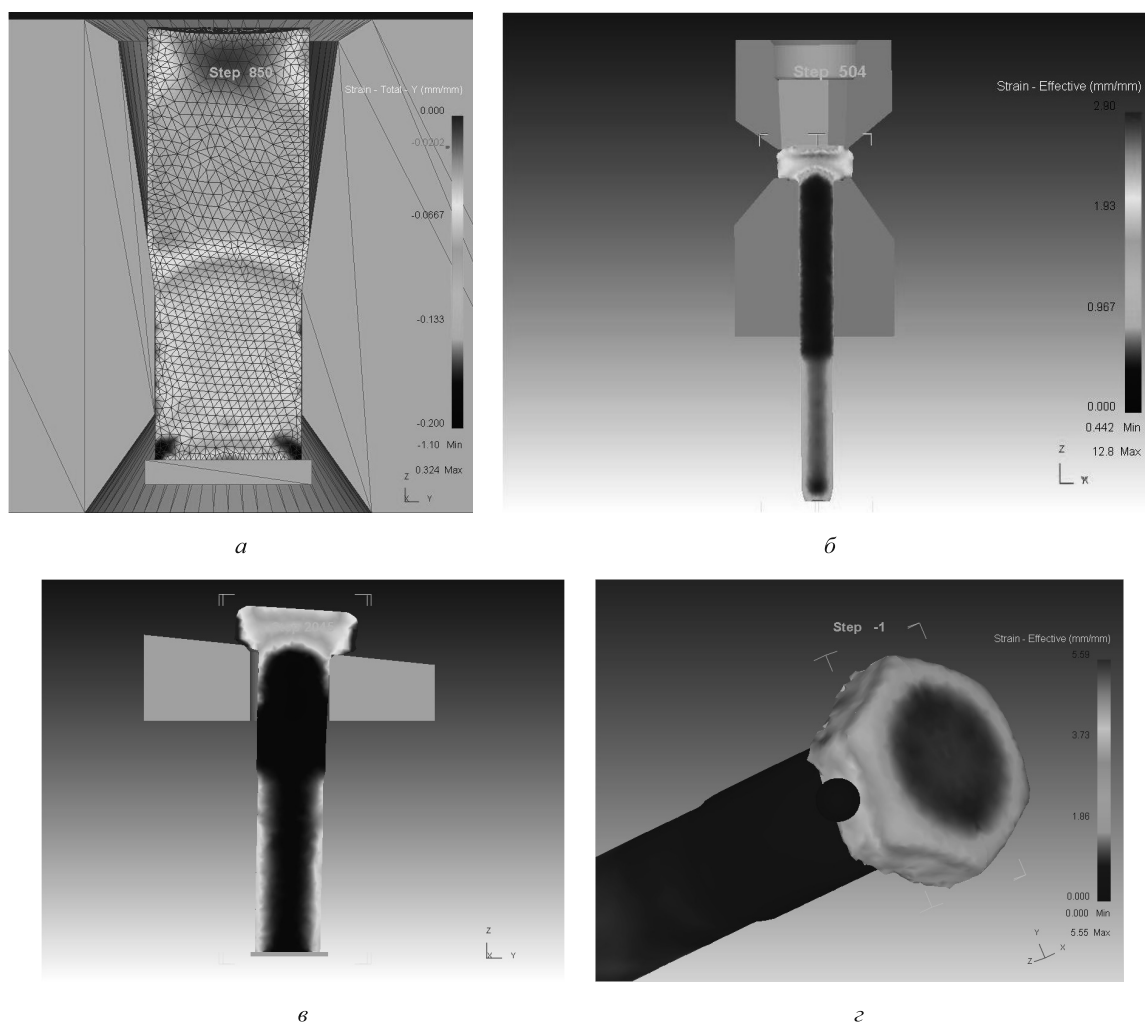 Step 850
Strain - Total - Y (mm/mm)
0.000
-0.0202
-0.0667
-0.133
-0.200
-1.10 Min
0.324 Max
Z
X Y
а
Step 504
Strain - Effective (mm/mm)
2.90
1.93
0.967
0.000
0.442 Min
12.8 Max
Z
б
Z
X Y
в
Step -1
Strain - Effective (mm/mm)
5.59
3.73
1.86
0.000
0.000 Min
5.55 Max
Y
X
Z
г